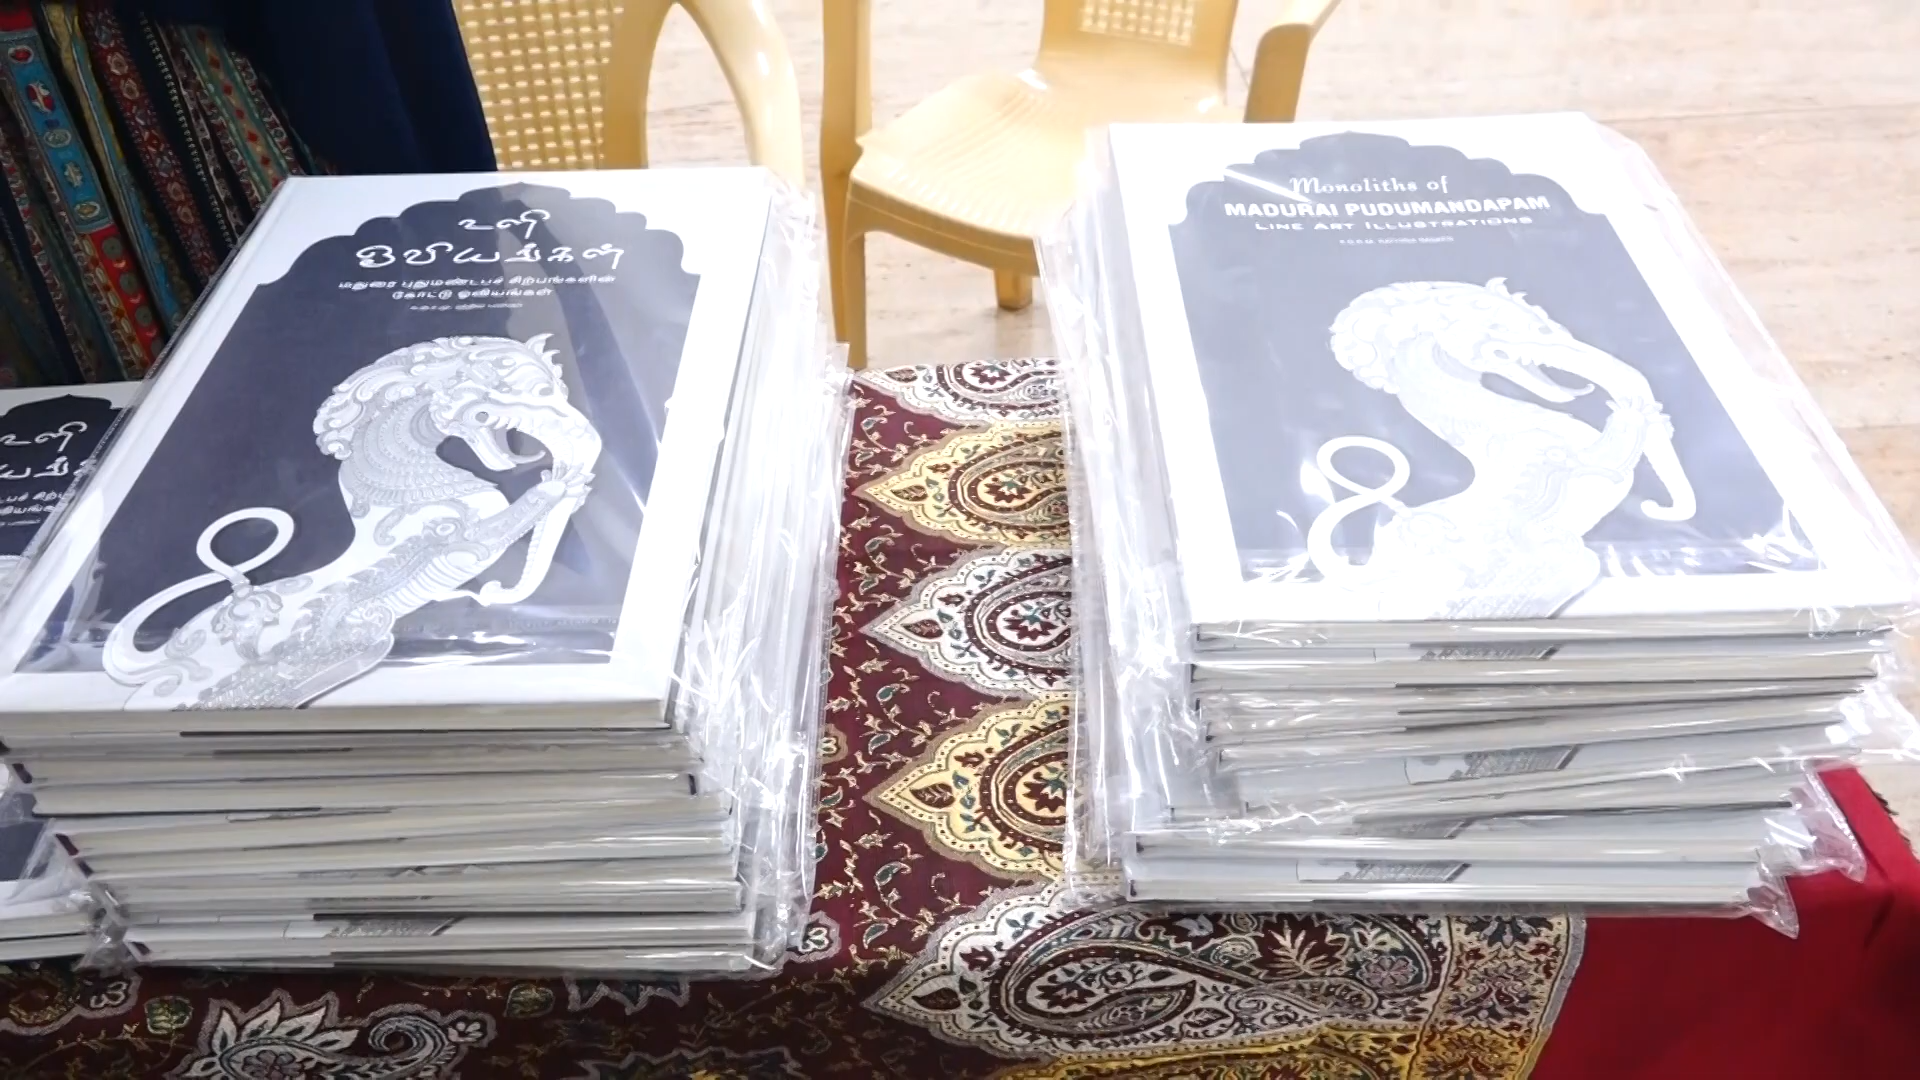 உளி
ஓவியங்கள்
மதுரை புதுமண்டபச் சிற்பங்களின்
கோட்டு ஓவியங்கள்
Monoliths of
MADURAI PUDUMANDAPAM
LINE ART ILLUSTRATIONS
உளி